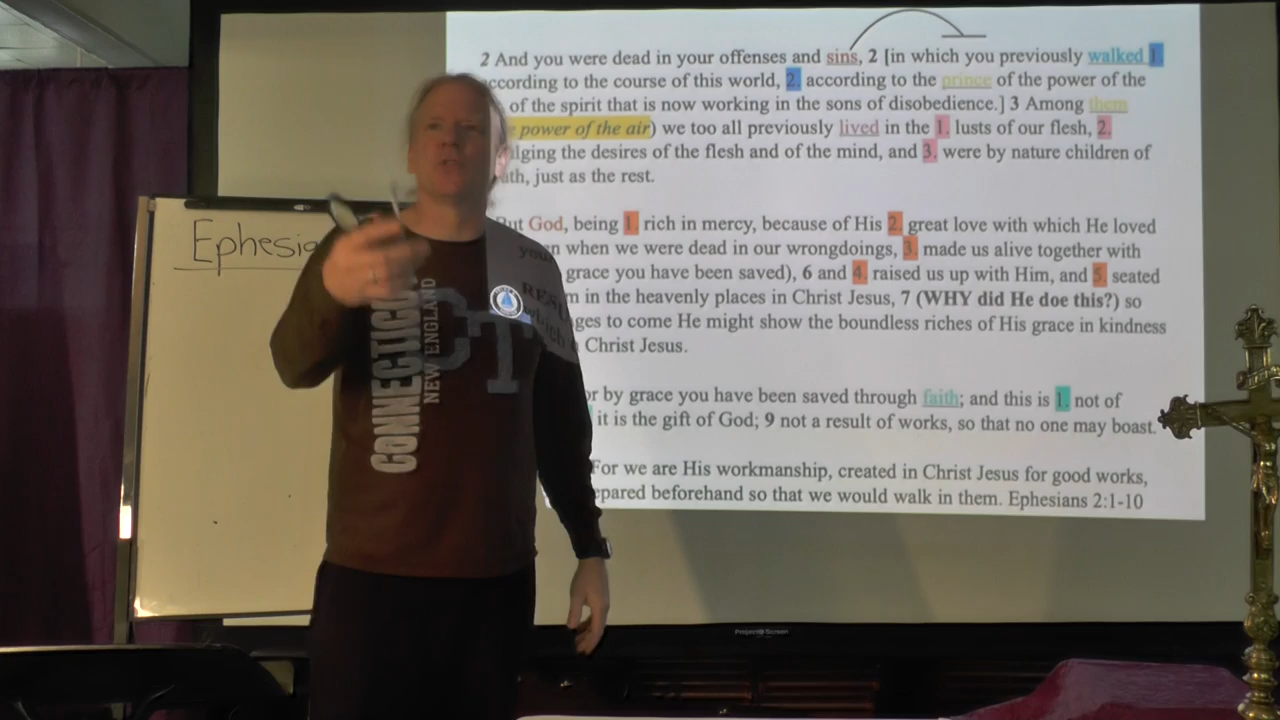 2 And you were dead in your offenses and sins, 2 [in which you previously walked 1.
according to the course of this world, 2. according to the prince of the power of the
of the spirit that is now working in the sons of disobedience.] 3 Among them
power of the air) we too all previously lived in the 1. lusts of our flesh, 2.
lging the desires of the flesh and of the mind, and 3. were by nature children of
ath, just as the rest.
But God, being 1. rich in mercy, because of His 2. great love with which He loved
n when we were dead in our wrongdoings, 3. made us alive together with
grace you have been saved), 6 and 4. raised us up with Him, and 5. seated
m in the heavenly places in Christ Jesus, 7 (WHY did He doe this?) so
ges to come He might show the boundless riches of His grace in kindness
Christ Jesus.
or by grace you have been saved through faith; and this is 1. not of
it is the gift of God; 9 not a result of works, so that no one may boast.
For we are His workmanship, created in Christ Jesus for good works,
epared beforehand so that we would walk in them. Ephesians 2:1-10
Ephesia
CONNECTICU
NEW ENGLAND
CT